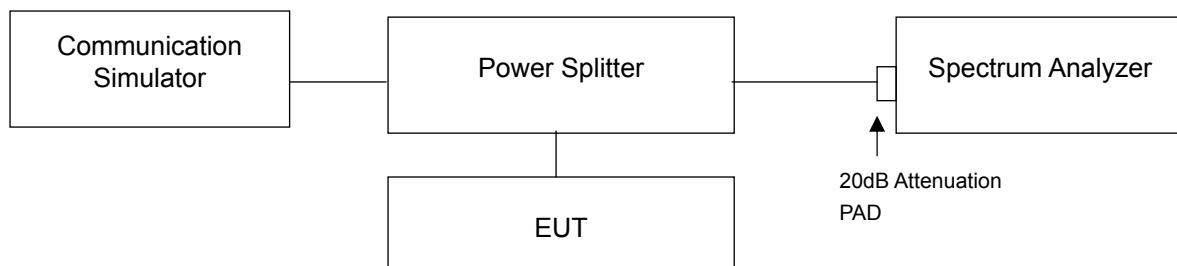 Communication
Simulator
Power Splitter
Spectrum Analyzer
20dB Attenuation
PAD
EUT